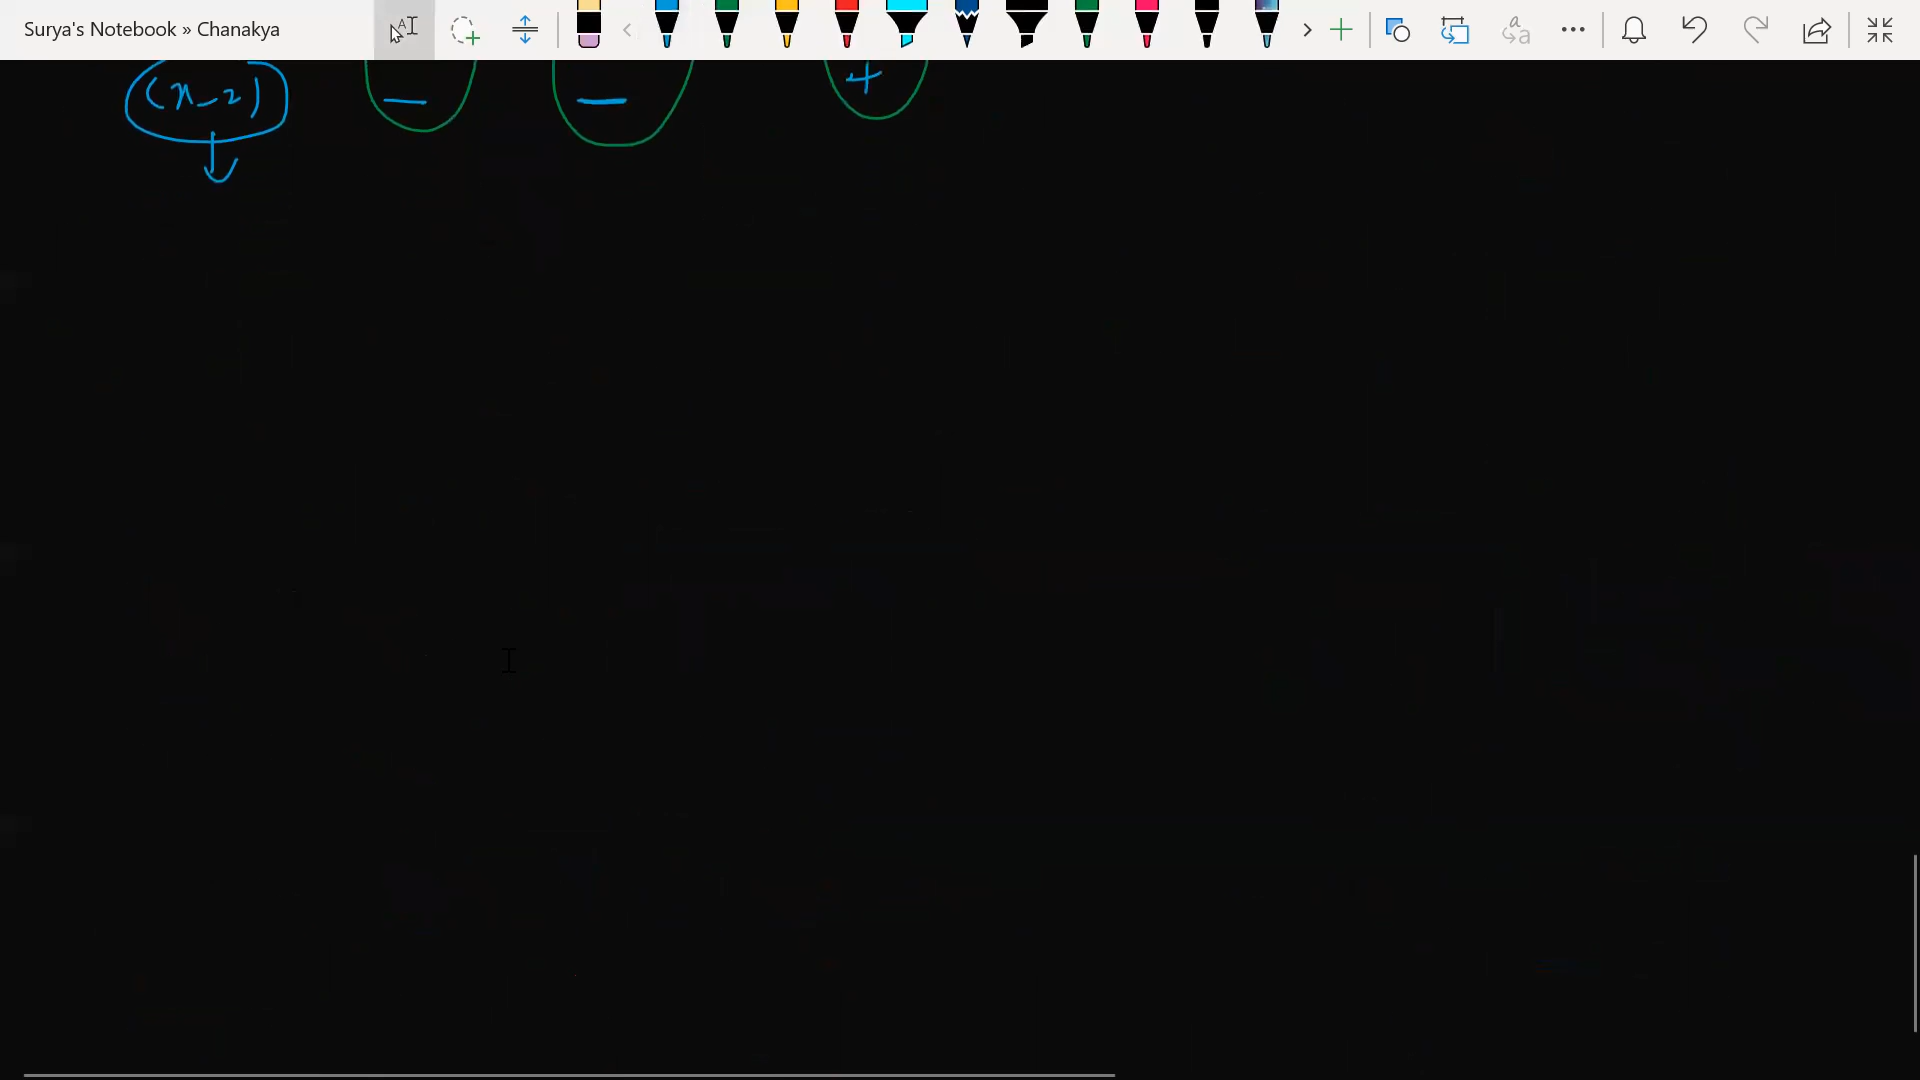 Surya's Notebook » Chanakya
(x-2) — — +